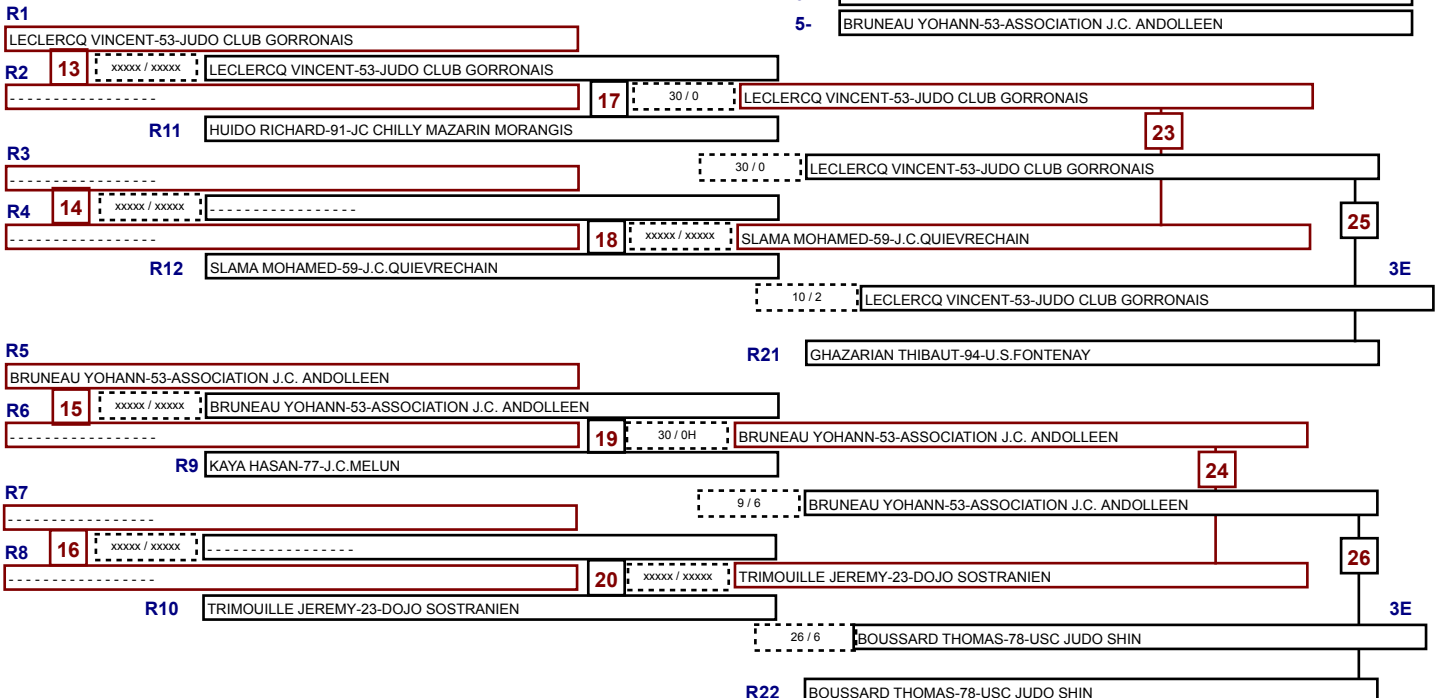 R1
5- BRUNEAU YOHANN-53-ASSOCIATION J.C. ANDOLLEEN
LECLERCQ VINCENT-53-JUDO CLUB GORRONAIS
R2 13 xxxxx / xxxxx LECLERCQ VINCENT-53-JUDO CLUB GORRONAIS
- - - - - - - - - - - - - - - - - 17 30 / 0 LECLERCQ VINCENT-53-JUDO CLUB GORRONAIS
R11 HUIDO RICHARD-91-JC CHILLY MAZARIN MORANGIS 23
R3
30 / 0 LECLERCQ VINCENT-53-JUDO CLUB GORRONAIS
- - - - - - - - - - - - - - - - -
R4 14 xxxxx / xxxxx - - - - - - - - - - - - - - - - - 25
- - - - - - - - - - - - - - - - - 18 xxxxx / xxxxx SLAMA MOHAMED-59-J.C.QUIEVRECHAIN
R12 SLAMA MOHAMED-59-J.C.QUIEVRECHAIN 3E
10 / 2 LECLERCQ VINCENT-53-JUDO CLUB GORRONAIS
R5
R21 GHAZARIAN THIBAUT-94-U.S.FONTENAY
BRUNEAU YOHANN-53-ASSOCIATION J.C. ANDOLLEEN
R6 15 xxxxx / xxxxx BRUNEAU YOHANN-53-ASSOCIATION J.C. ANDOLLEEN
- - - - - - - - - - - - - - - - - 19 30 / 0H BRUNEAU YOHANN-53-ASSOCIATION J.C. ANDOLLEEN
R9 KAYA HASAN-77-J.C.MELUN 24
R7
9 / 6 BRUNEAU YOHANN-53-ASSOCIATION J.C. ANDOLLEEN
- - - - - - - - - - - - - - - - -
R8 16 xxxxx / xxxxx - - - - - - - - - - - - - - - - - 26
- - - - - - - - - - - - - - - - - 20 xxxxx / xxxxx TRIMOUILLE JEREMY-23-DOJO SOSTRANIEN
R10 TRIMOUILLE JEREMY-23-DOJO SOSTRANIEN 3E
26 / 6 BOUSSARD THOMAS-78-USC JUDO SHIN
R22 BOUSSARD THOMAS-78-USC JUDO SHIN